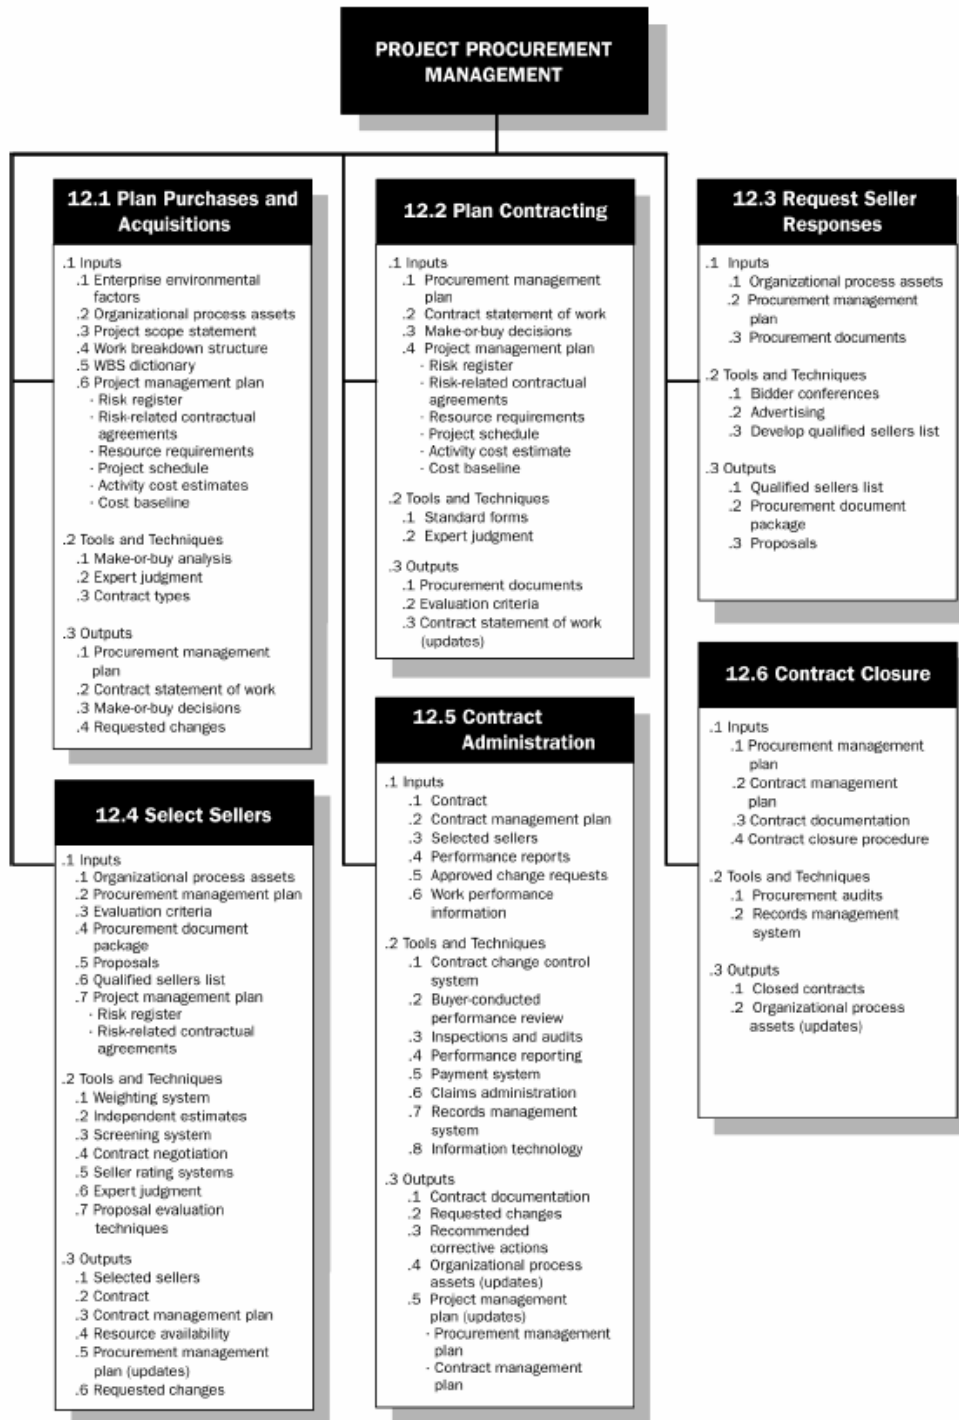 PROJECT PROCUREMENT
MANAGEMENT
12.1 Plan Purchases and
Acquisitions
.1 Inputs
.1 Enterprise environmental
factors
.2 Organizational process assets
.3 Project scope statement
.4 Work breakdown structure
.5 WBS dictionary
.6 Project management plan
· Risk register
· Risk-related contractual
agreements
· Resource requirements
· Project schedule
· Activity cost estimates
· Cost baseline
.2 Tools and Techniques
.1 Make-or-buy analysis
.2 Expert judgment
.3 Contract types
.3 Outputs
.1 Procurement management
plan
.2 Contract statement of work
.3 Make-or-buy decisions
.4 Requested changes
12.2 Plan Contracting
.1 Inputs
.1 Procurement management
plan
.2 Contract statement of work
.3 Make-or-buy decisions
.4 Project management plan
· Risk register
· Risk-related contractual
agreements
· Resource requirements
· Project schedule
· Activity cost estimate
· Cost baseline
.2 Tools and Techniques
.1 Standard forms
.2 Expert judgment
.3 Outputs
.1 Procurement documents
.2 Evaluation criteria
.3 Contract statement of work
(updates)
12.3 Request Seller
Responses
.1 Inputs
.1 Organizational process assets
.2 Procurement management
plan
.3 Procurement documents
.2 Tools and Techniques
.1 Bidder conferences
.2 Advertising
.3 Develop qualified sellers list
.3 Outputs
.1 Qualified sellers list
.2 Procurement document
package
.3 Proposals
12.4 Select Sellers
.1 Inputs
.1 Organizational process assets
.2 Procurement management plan
.3 Evaluation criteria
.4 Procurement document
package
.5 Proposals
.6 Qualified sellers list
.7 Project management plan
· Risk register
· Risk-related contractual
agreements
.2 Tools and Techniques
.1 Weighting system
.2 Independent estimates
.3 Screening system
.4 Contract negotiation
.5 Seller rating systems
.6 Expert judgment
.7 Proposal evaluation
techniques
.3 Outputs
.1 Selected sellers
.2 Contract
.3 Contract management plan
.4 Resource availability
.5 Procurement management
plan (updates)
.6 Requested changes
12.5 Contract
Administration
.1 Inputs
.1 Contract
.2 Contract management plan
.3 Selected sellers
.4 Performance reports
.5 Approved change requests
.6 Work performance
information
.2 Tools and Techniques
.1 Contract change control
system
.2 Buyer-conducted
performance review
.3 Inspections and audits
.4 Performance reporting
.5 Payment system
.6 Claims administration
.7 Records management
system
.8 Information technology
.3 Outputs
.1 Contract documentation
.2 Requested changes
.3 Recommended
corrective actions
.4 Organizational process
assets (updates)
.5 Project management
plan (updates)
· Procurement management
plan
· Contract management
plan
12.6 Contract Closure
.1 Inputs
.1 Procurement management
plan
.2 Contract management
plan
.3 Contract documentation
.4 Contract closure procedure
.2 Tools and Techniques
.1 Procurement audits
.2 Records management
system
.3 Outputs
.1 Closed contracts
.2 Organizational process
assets (updates)